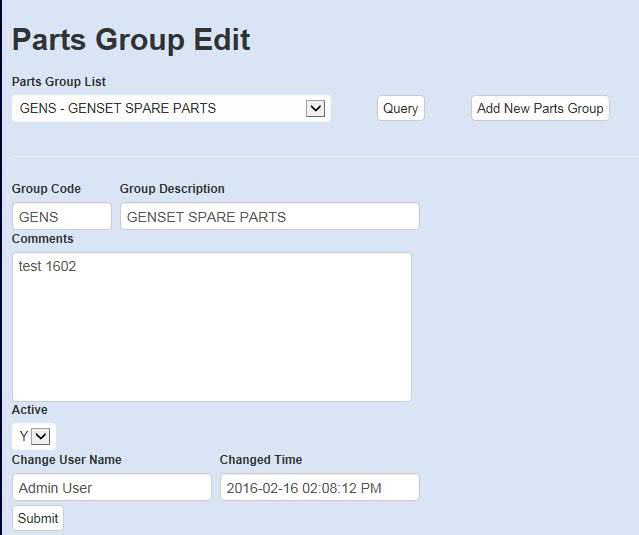 Parts Group Edit
Parts Group List
GENS - GENSET SPARE PARTS Query Add New Parts Group
Group Code Group Description
GENS GENSET SPARE PARTS
Comments
test 1602
Active
Y
Change User Name Changed Time
Admin User 2016-02-16 02:08:12 PM
Submit